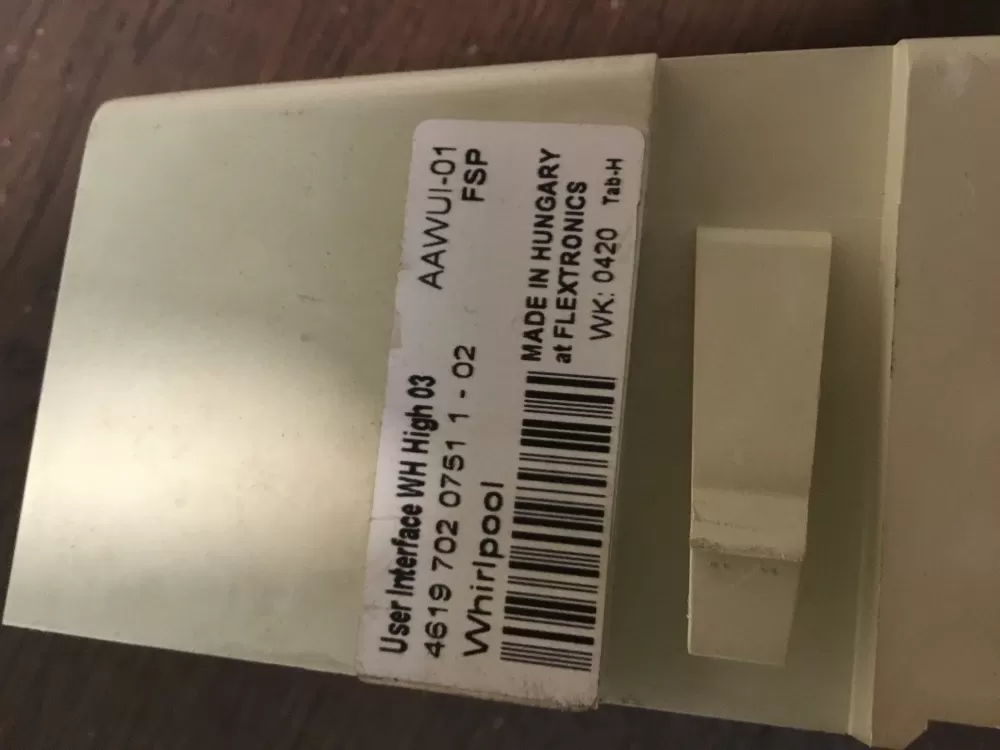 User Interface WH High 03
4619 702 0751 1 - 02 AAWUI-01
Whirlpool FSP
MADE IN HUNGARY
at FLEXTRONICS
WK: 0420 Tab-H